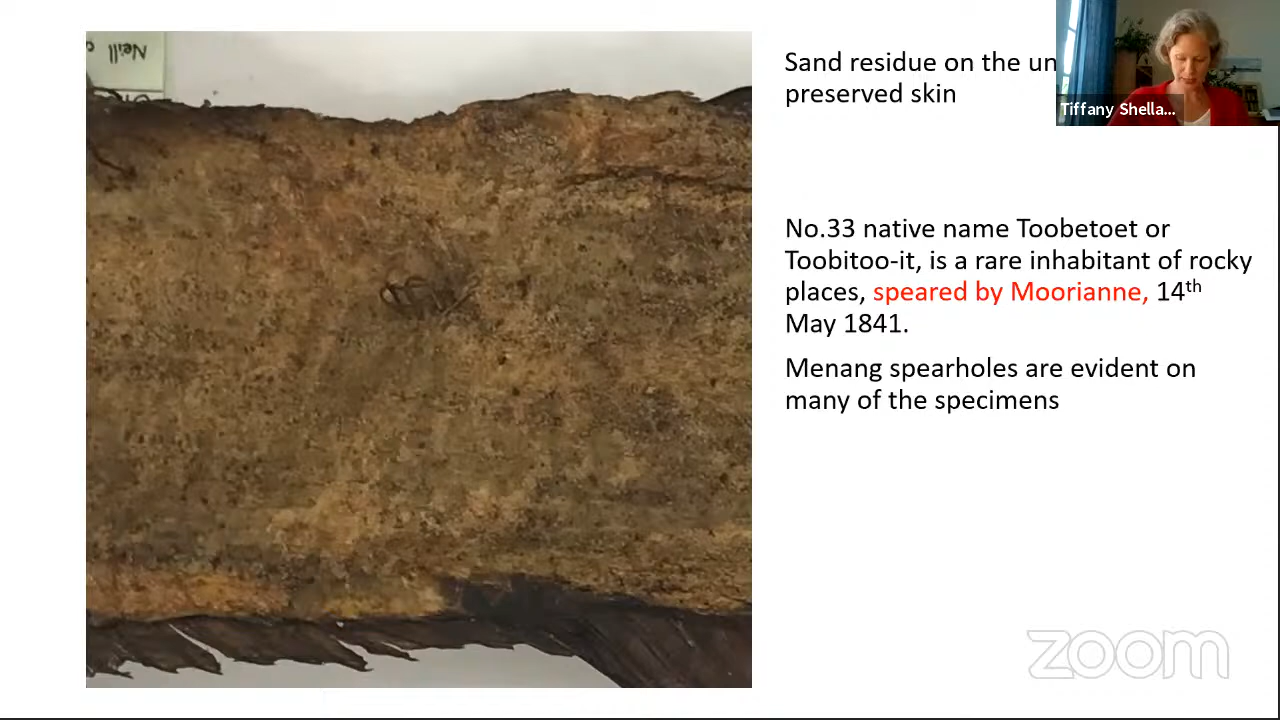 Neill
Sand residue on the un
preserved skin
Tiffany Shella...
No.33 native name Toobetoet or
Toobitoo-it, is a rare inhabitant of rocky
places, speared by Moorianne, 14th
May 1841.
Menang spearholes are evident on
many of the specimens
zoom